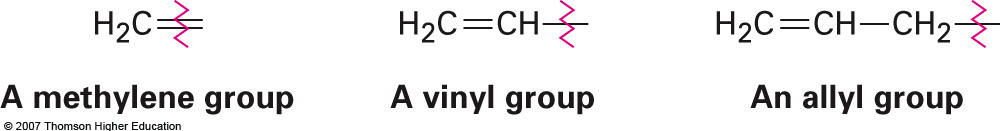 H2C= H2C=CH— H2C=CH—CH2—
A methylene group A vinyl group An allyl group
© 2007 Thomson Higher Education